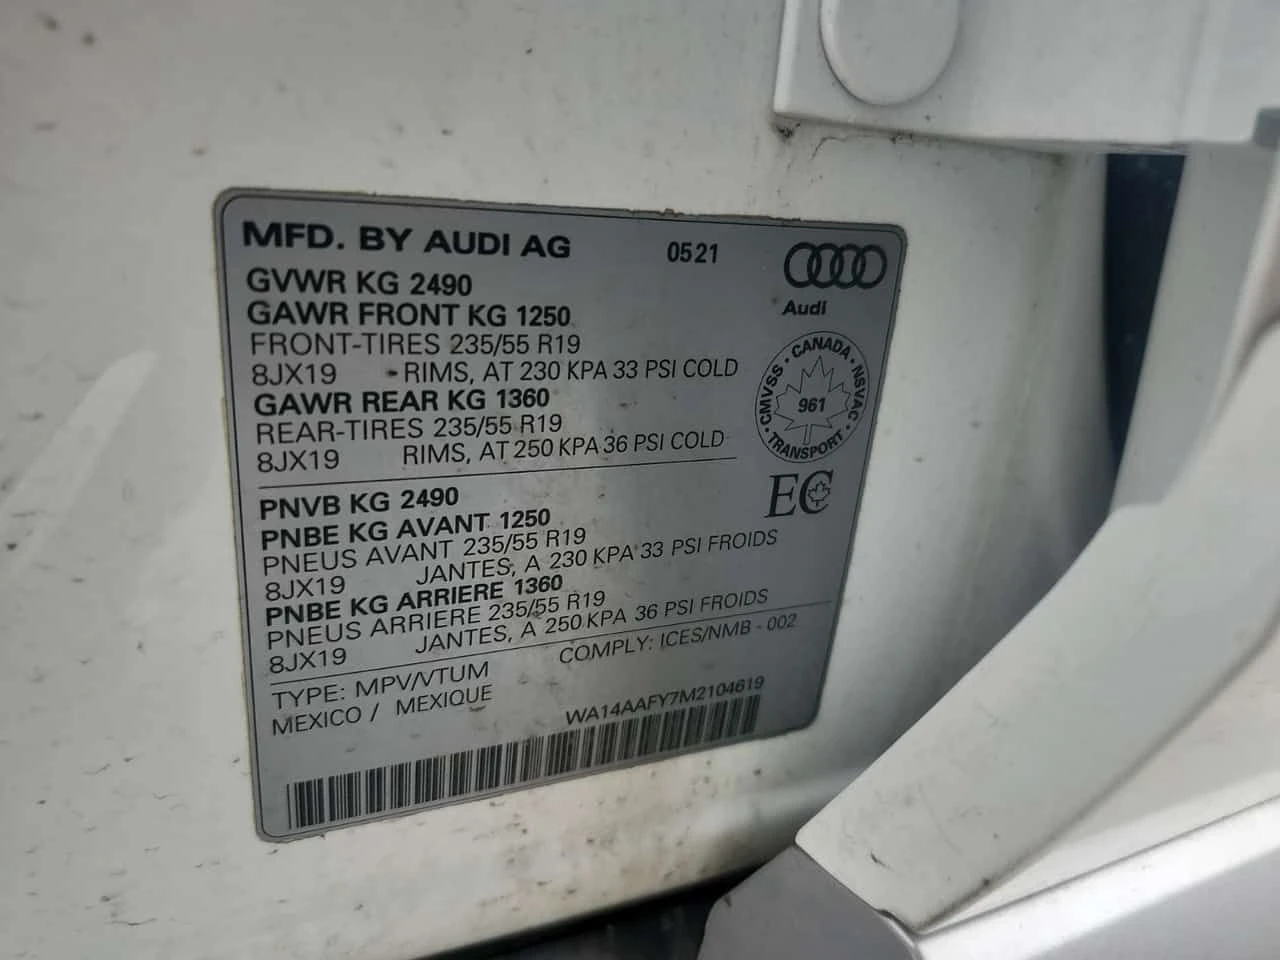 MFD. BY AUDI AG 0521
Audi
GVWR KG 2490
GAWR FRONT KG 1250
FRONT-TIRES 235/55 R19
8JX19 RIMS, AT 230 KPA 33 PSI COLD
GAWR REAR KG 1360
REAR-TIRES 235/55 R19
8JX19 RIMS, AT 250 KPA 36 PSI COLD
CANADA · NSVAC · TRANSPORT · CMVSS ·
961
EC
PNVB KG 2490
PNBE KG AVANT 1250
PNEUS AVANT 235/55 R19
8JX19 JANTES, A 230 KPA 33 PSI FROIDS
PNBE KG ARRIERE 1360
PNEUS ARRIERE 235/55 R19
8JX19 JANTES, A 250 KPA 36 PSI FROIDS
TYPE: MPV/VTUM COMPLY: ICES/NMB - 002
MEXICO / MEXIQUE
WA14AAFY7M2104619